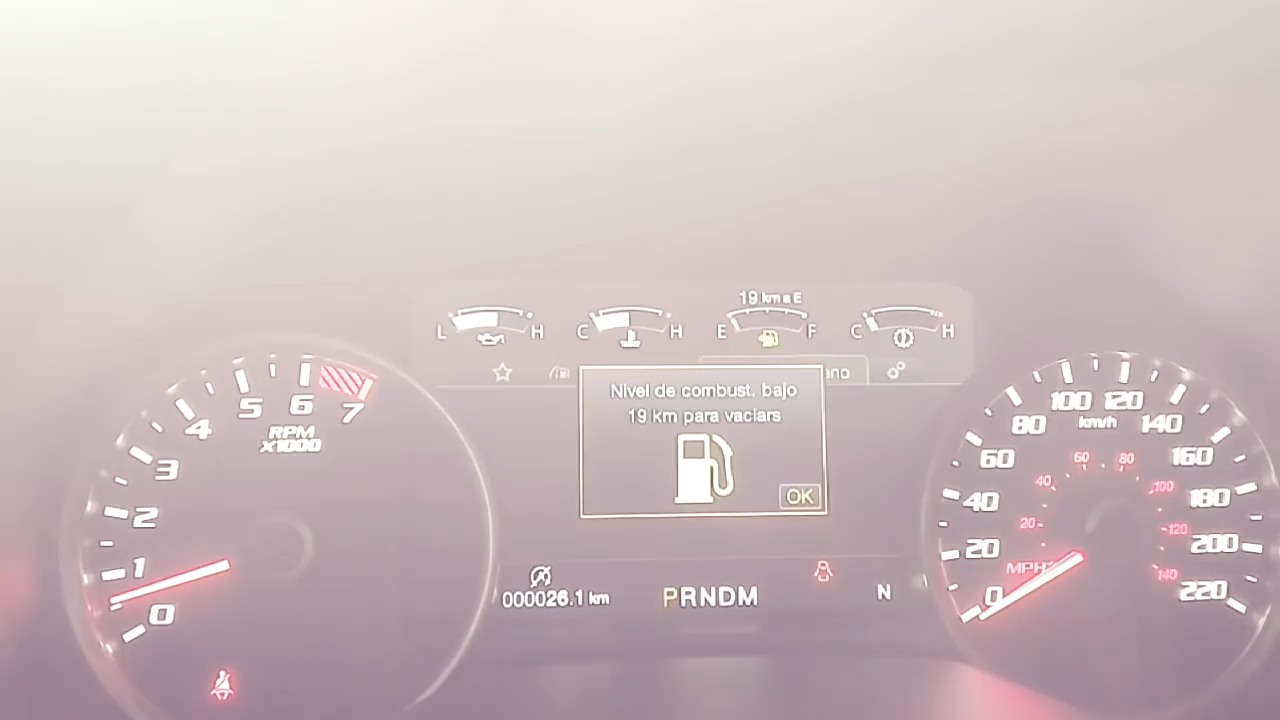 19 km a E
L H C H E F C H
eno
Nivel de combust. bajo
19 km para vaciars
OK
0 1 2 3 4 5 6 7
RPM
x1000
0 20 40 60 80 100 120 140 160 180 200 220
km/h
20 40 60 80 100 120 140
MPH
000026.1 km
PRNDM
N